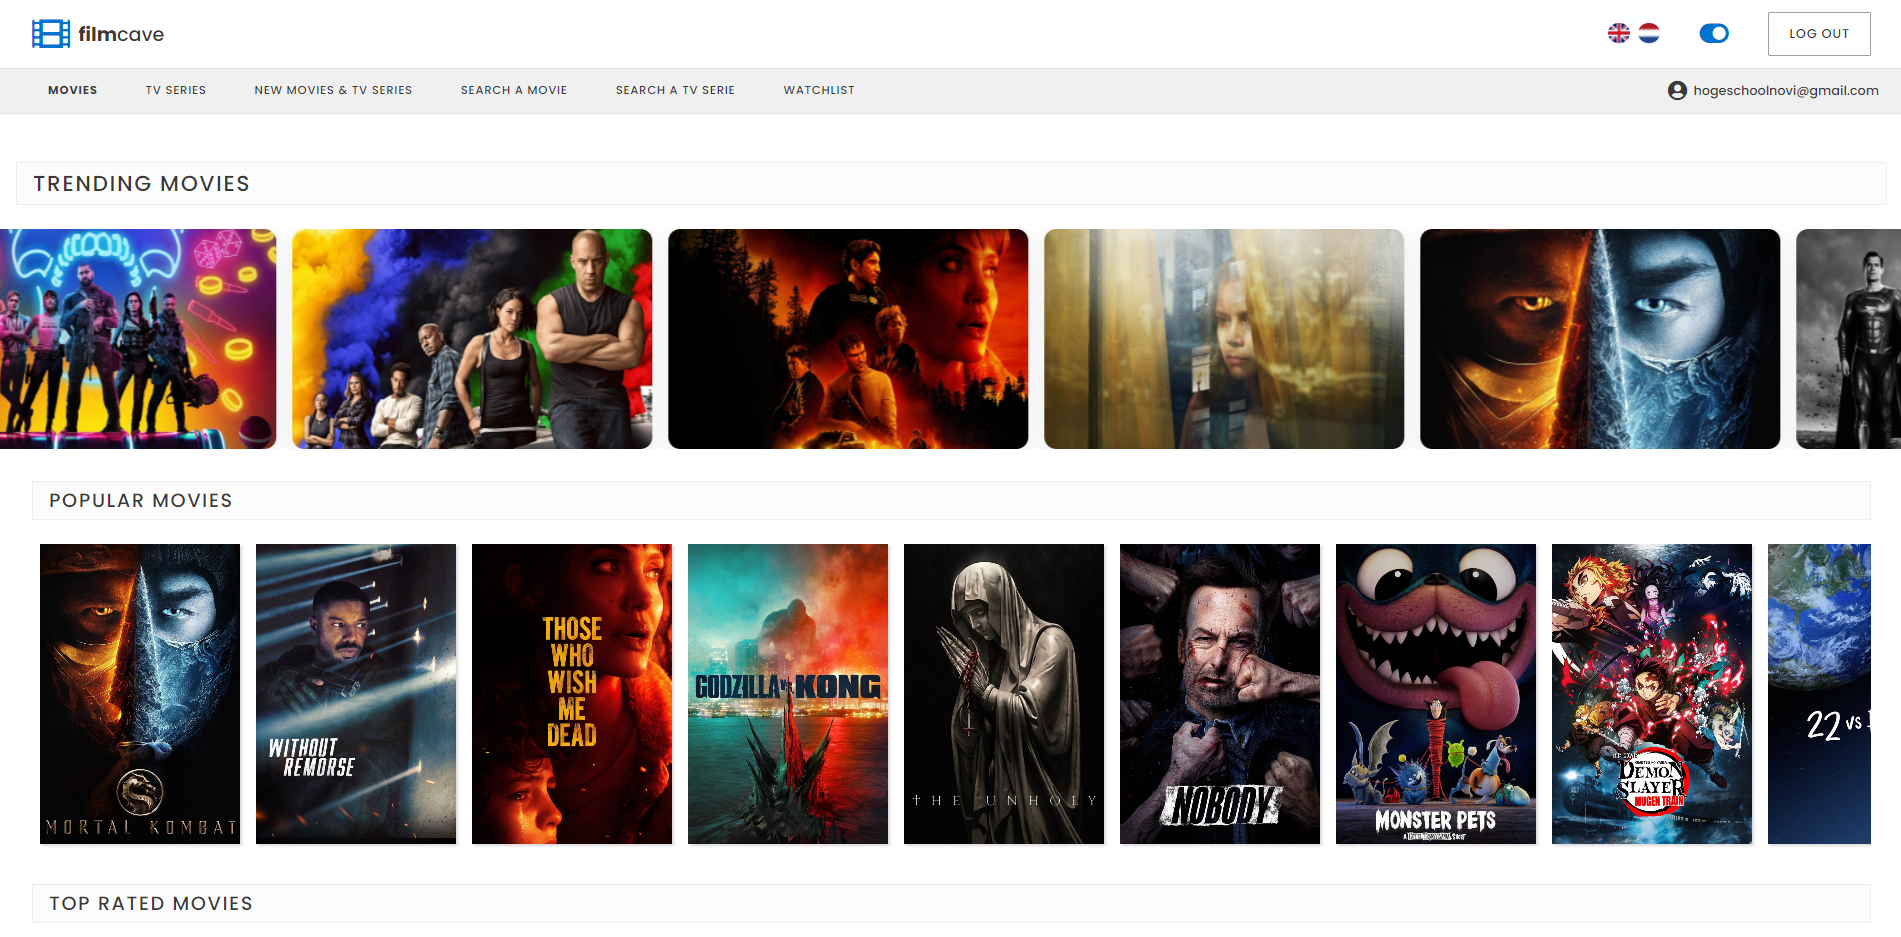 filmcave
LOG OUT
MOVIES
TV SERIES
NEW MOVIES & TV SERIES
SEARCH A MOVIE
SEARCH A TV SERIE
WATCHLIST
hogeschoolnovi@gmail.com
TRENDING MOVIES
POPULAR MOVIES
MORTAL KOMBAT
WITHOUT
REMORSE
THOSE
WHO
WISH
ME
DEAD
GODZILLA vs KONG
THE UNHOLY
NOBODY
MONSTER PETS
DEMON
SLAYER
MUGEN TRAIN
22 vs
TOP RATED MOVIES